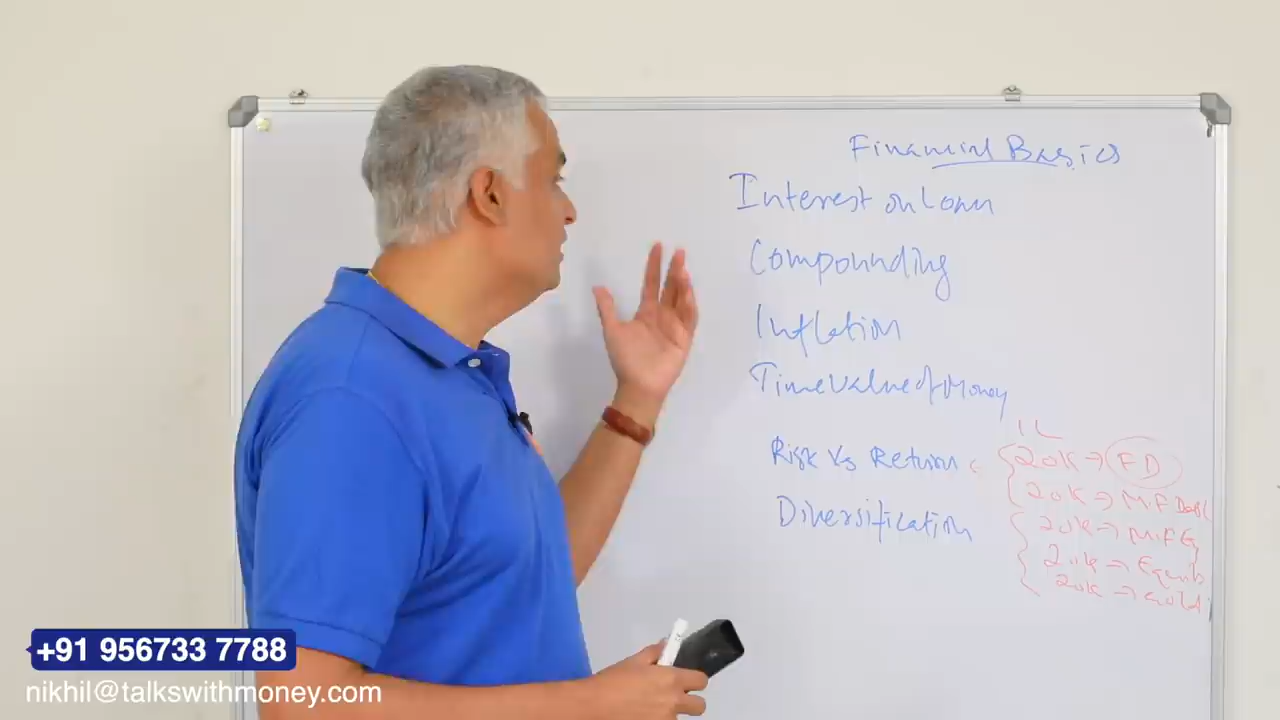 Financial Basics
Interest on Loan
Compounding
Inflation
Time Value of Money
1L
Risk Vs Return
20K → FD
20K → MF Debt
Diversification
20K → MF Eq
20K → Equity
20K → Gold
+91 956733 7788
nikhil@talkswithmoney.com